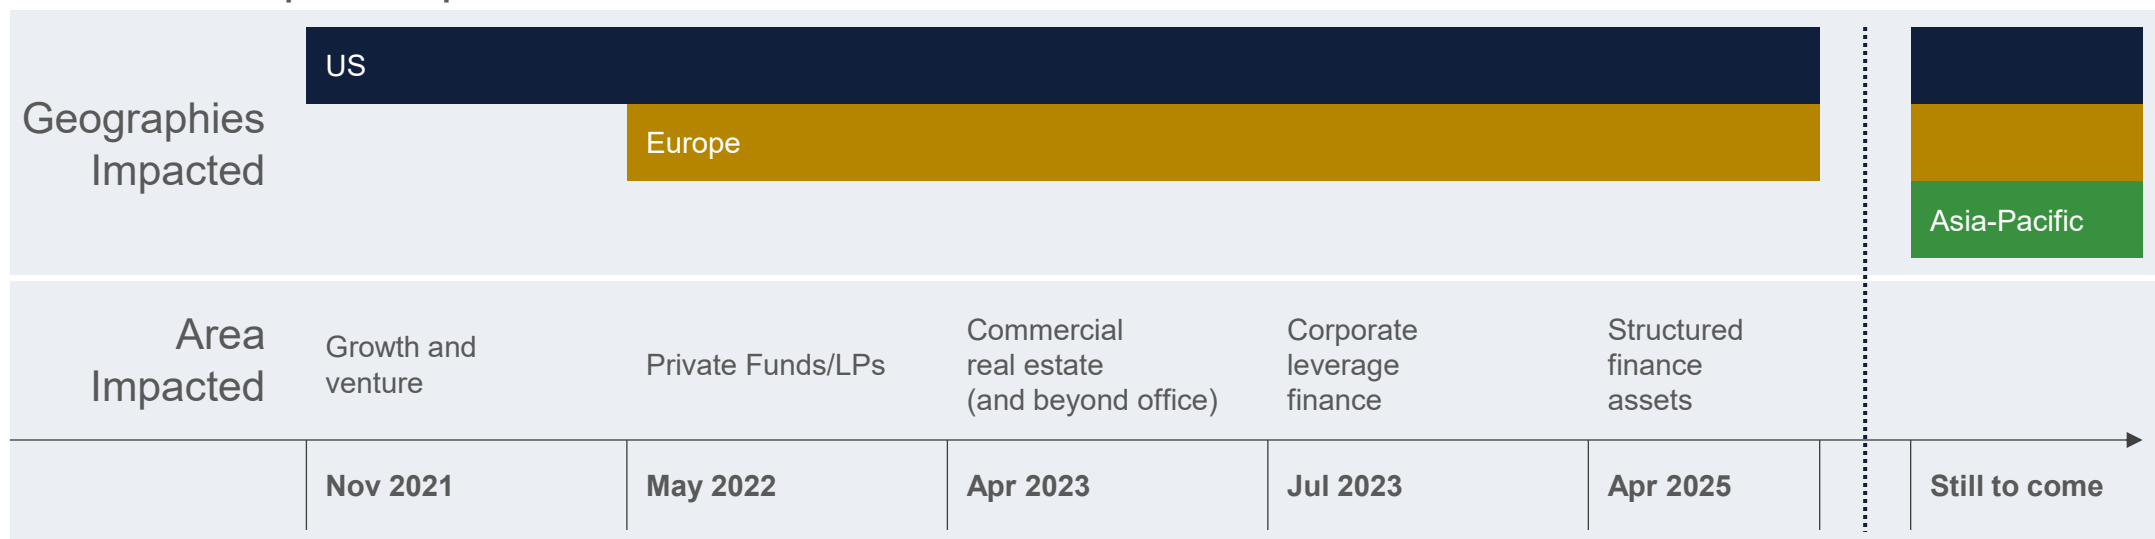 US
Geographies
Impacted
Europe
Asia-Pacific
Area
Impacted
Growth and
venture
Private Funds/LPs
Commercial
real estate
(and beyond office)
Corporate
leverage
finance
Structured
finance
assets
Nov 2021
May 2022
Apr 2023
Jul 2023
Apr 2025
Still to come